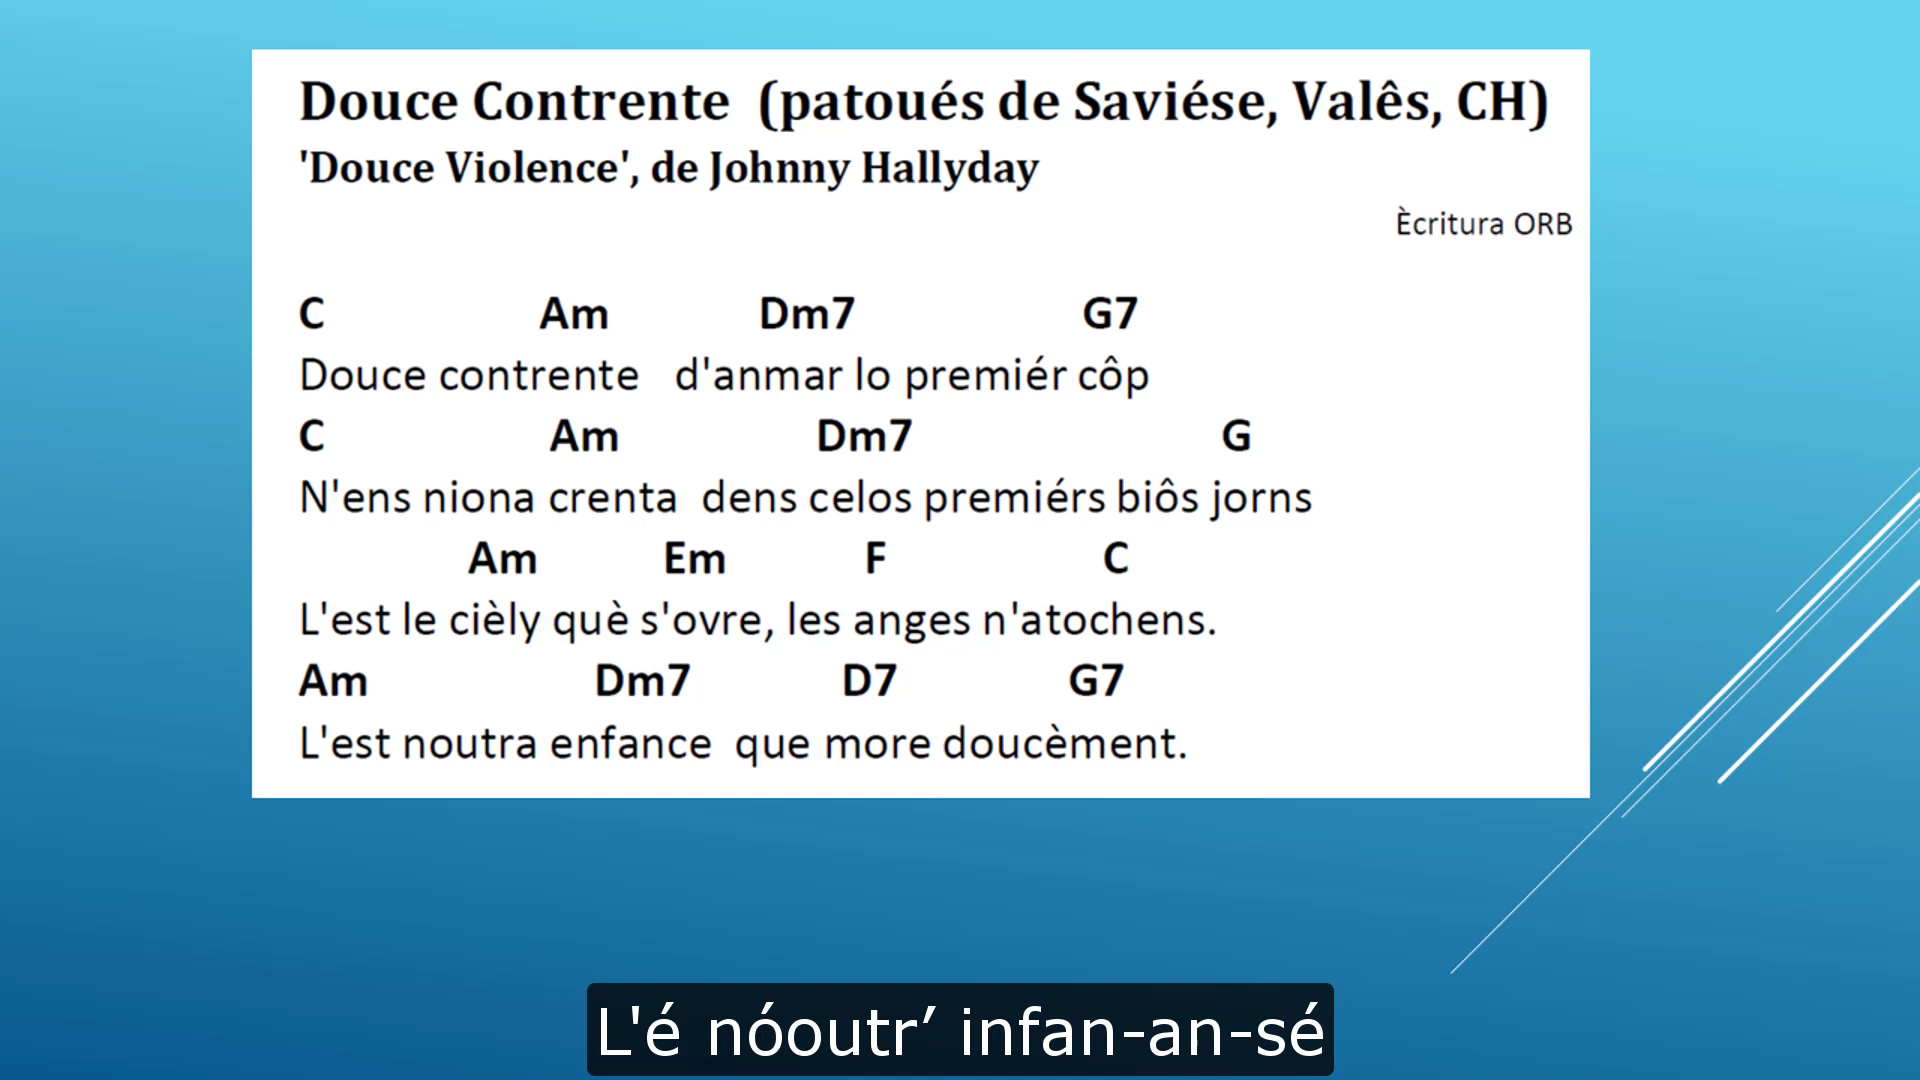 Douce Contrente (patoués de Saviése, Valês, CH)
'Douce Violence', de Johnny Hallyday
Ècritura ORB
C Am Dm7 G7
Douce contrente d'anmar lo premiér côp
C Am Dm7 G
N'ens niona crenta dens celos premiérs biôs jorns
Am Em F C
L'est le cièly què s'ovre, les anges n'atochens.
Am Dm7 D7 G7
L'est noutra enfance que more doucèment.
L'é nóoutr’ infan-an-sé